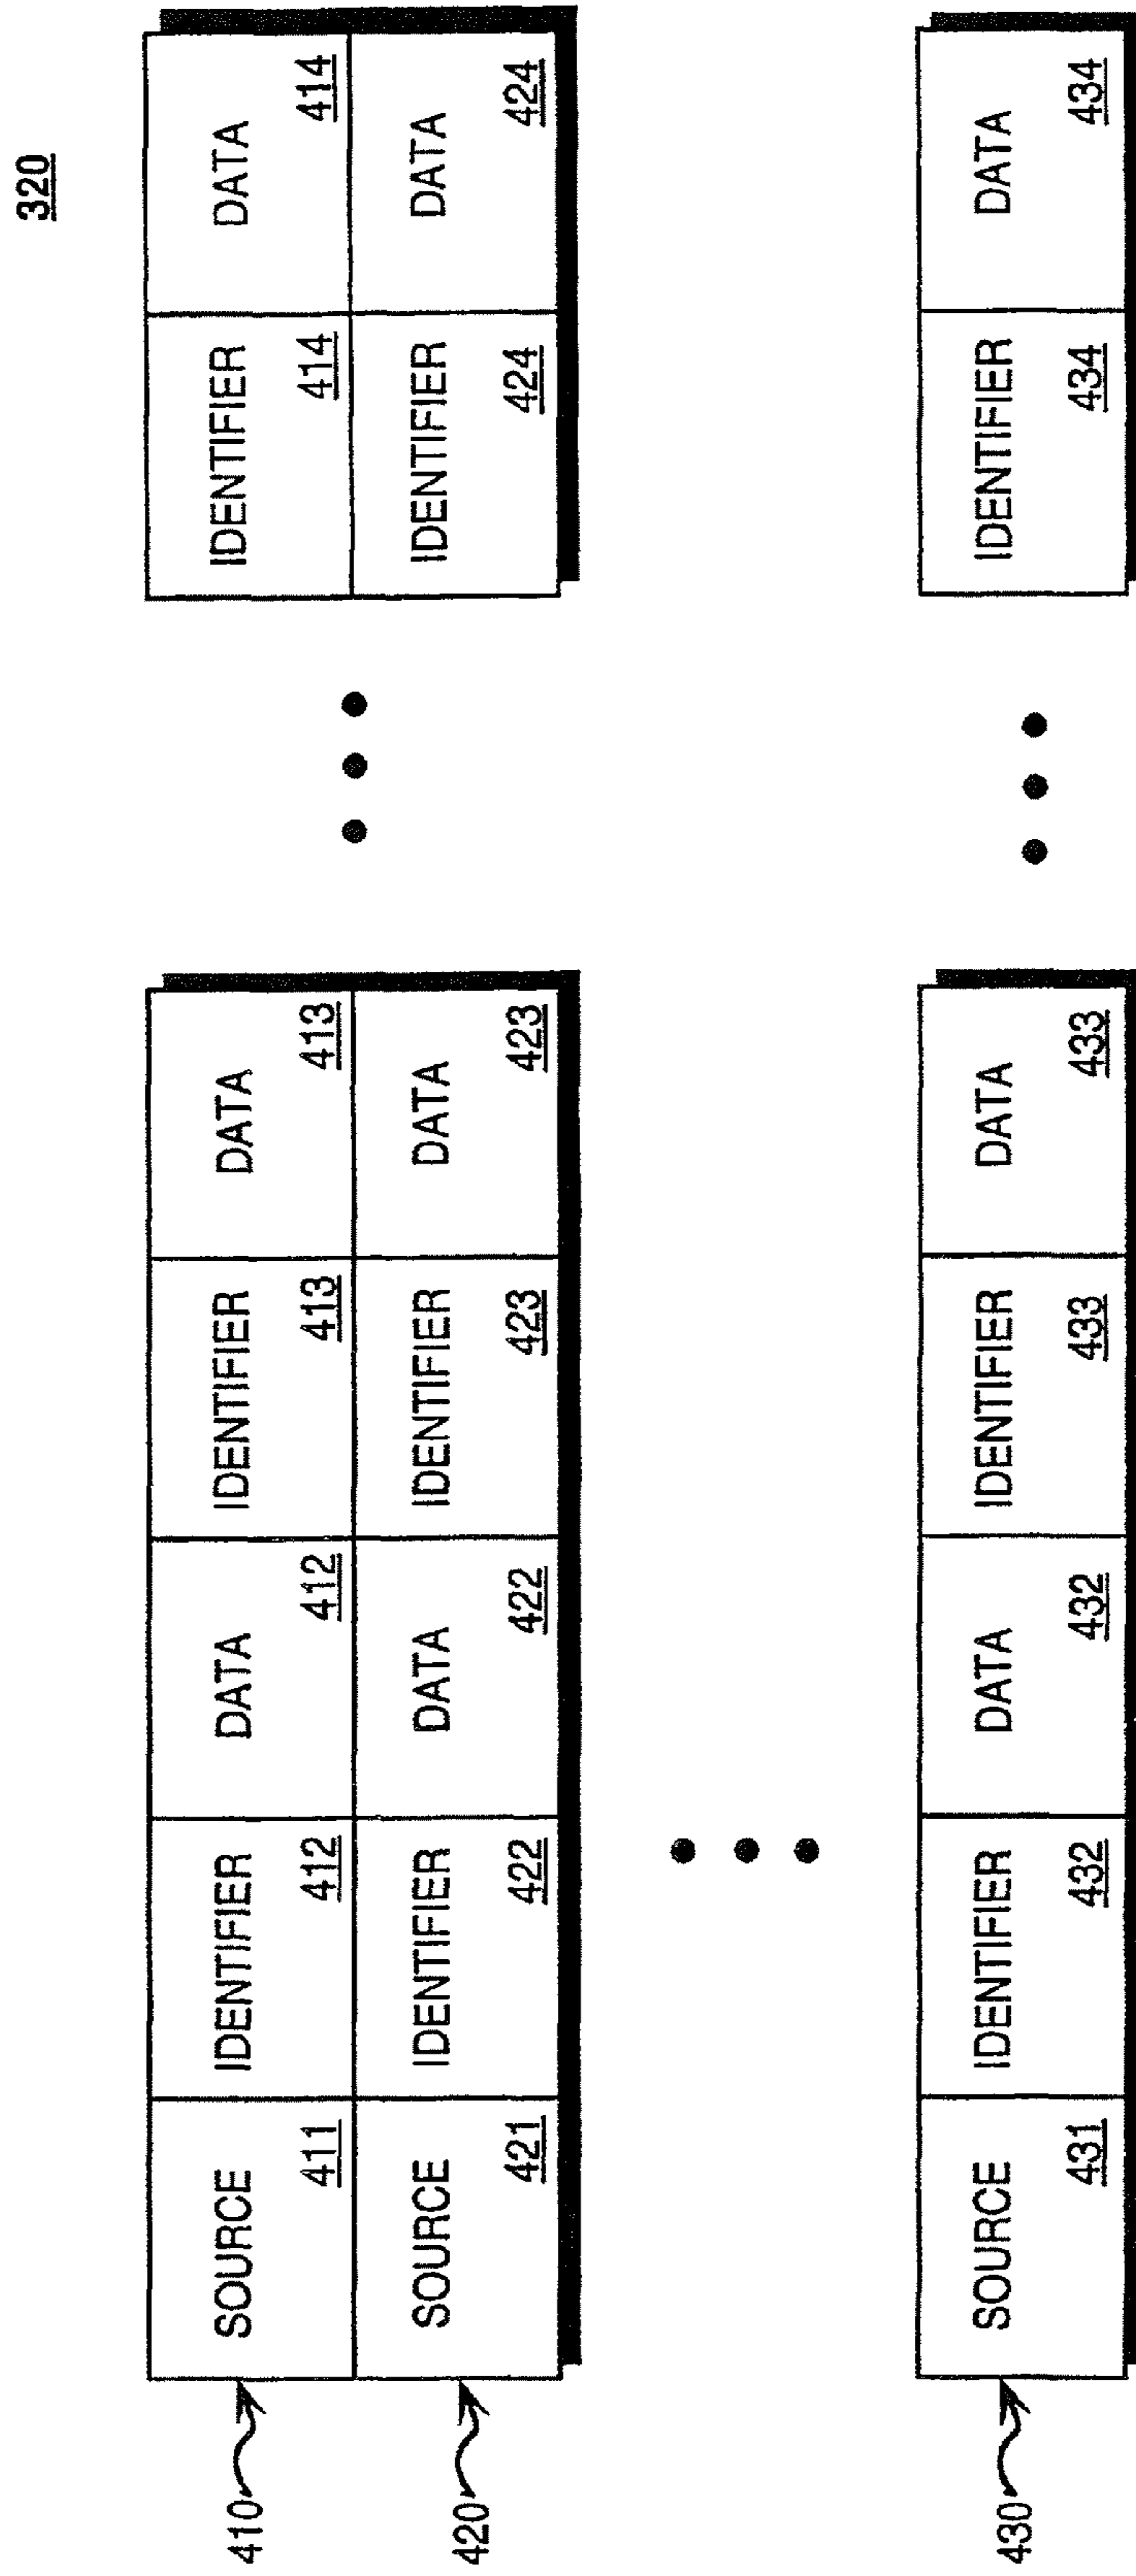 320
SOURCE IDENTIFIER DATA IDENTIFIER DATA IDENTIFIER DATA
410 411 412 412 413 413 414 414
SOURCE IDENTIFIER DATA IDENTIFIER DATA IDENTIFIER DATA
420 421 422 422 423 423 424 424
SOURCE IDENTIFIER DATA IDENTIFIER DATA IDENTIFIER DATA
430 431 432 432 433 433 434 434